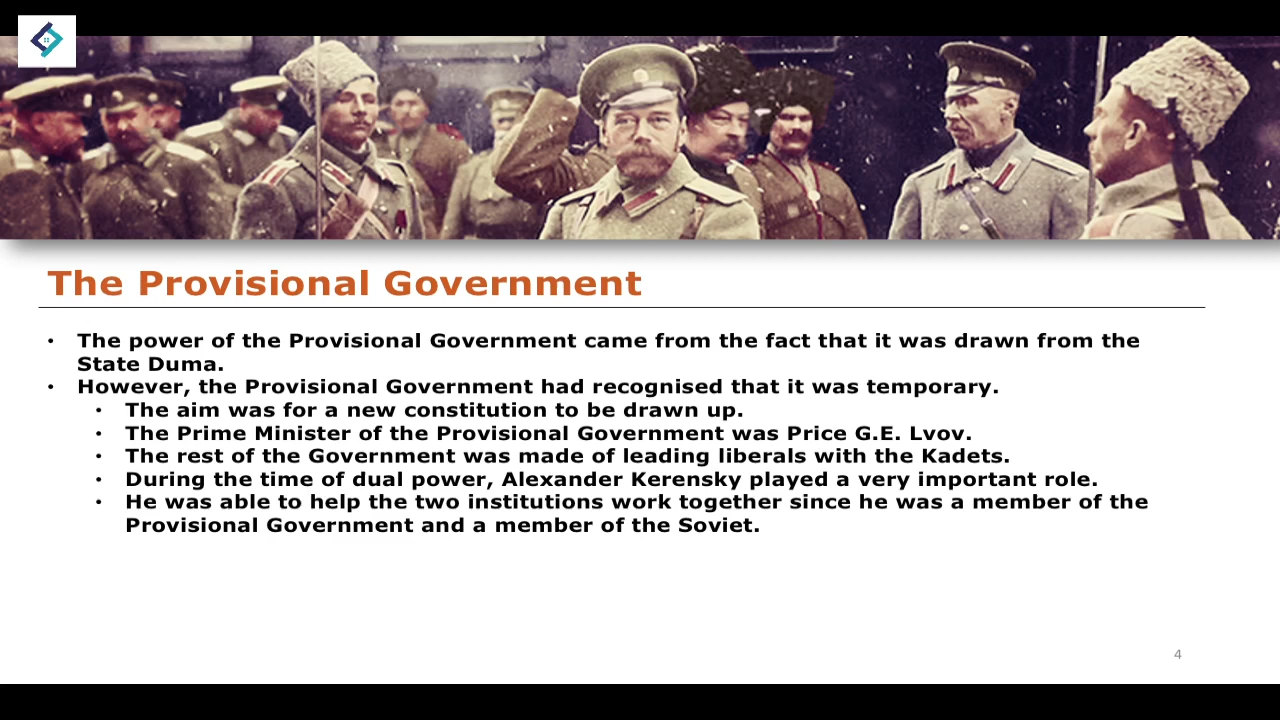 The Provisional Government
• The power of the Provisional Government came from the fact that it was drawn from the
State Duma.
• However, the Provisional Government had recognised that it was temporary.
• The aim was for a new constitution to be drawn up.
• The Prime Minister of the Provisional Government was Price G.E. Lvov.
• The rest of the Government was made of leading liberals with the Kadets.
• During the time of dual power, Alexander Kerensky played a very important role.
• He was able to help the two institutions work together since he was a member of the
Provisional Government and a member of the Soviet.
4